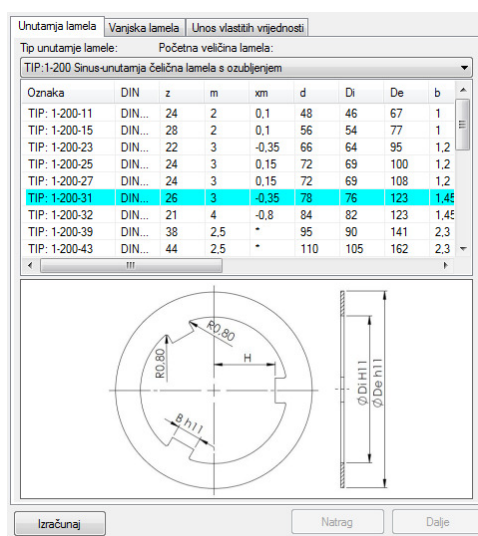 Unutarnja lamela Vanjska lamela Unos vlastitih vrijednosti
Tip unutarnje lamele: Početna veličina lamela:
TIP:1-200 Sinus-unutarnja čelična lamela s ozubljenjem
Oznaka DIN z m xm d Di De b
TIP: 1-200-11 DIN... 24 2 0,1 48 46 67 1
TIP: 1-200-15 DIN... 28 2 0,1 56 54 77 1
TIP: 1-200-23 DIN... 22 3 -0,35 66 64 95 1,2
TIP: 1-200-25 DIN... 24 3 0,15 72 69 100 1,2
TIP: 1-200-27 DIN... 24 3 0,15 72 69 108 1,2
TIP: 1-200-31 DIN... 26 3 -0,35 78 76 123 1,45
TIP: 1-200-32 DIN... 21 4 -0,8 84 82 123 1,45
TIP: 1-200-39 DIN... 38 2,5 - 95 90 141 2,3
TIP: 1-200-43 DIN... 44 2,5 - 110 105 162 2,3
R0.80
R0.80
H
B h11
ØDi H11
ØDe h11
Izračunaj Natrag Dalje